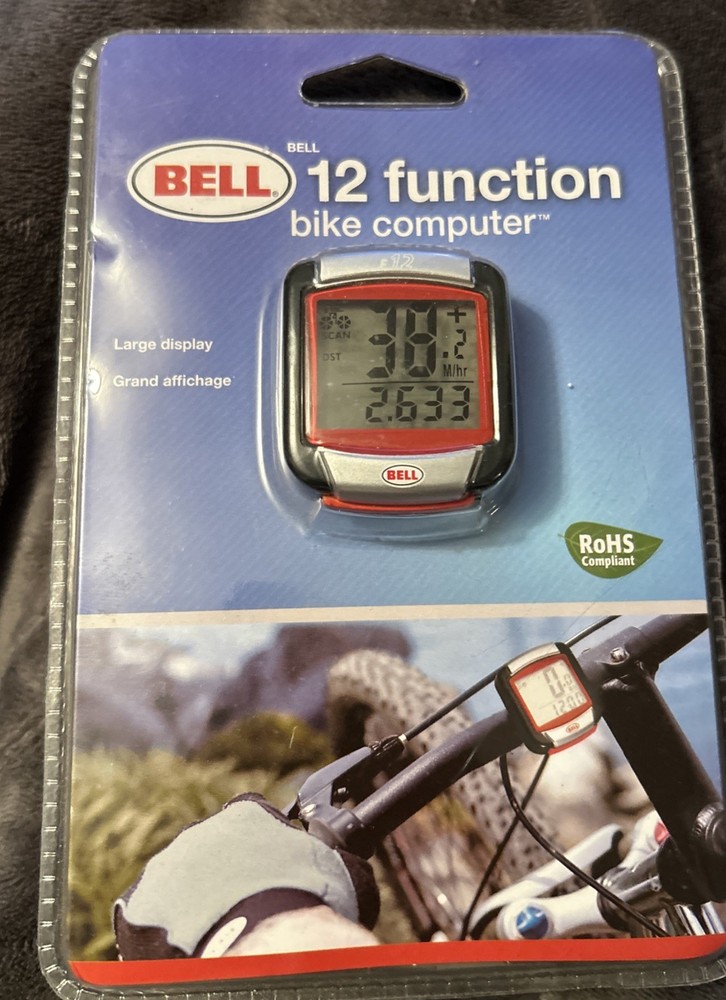 BELL
BELL
12 function
bike computer™
F12
SCAN
38.2
+
M/hr
DST
2.633
Large display
Grand affichage
BELL
RoHS
Compliant